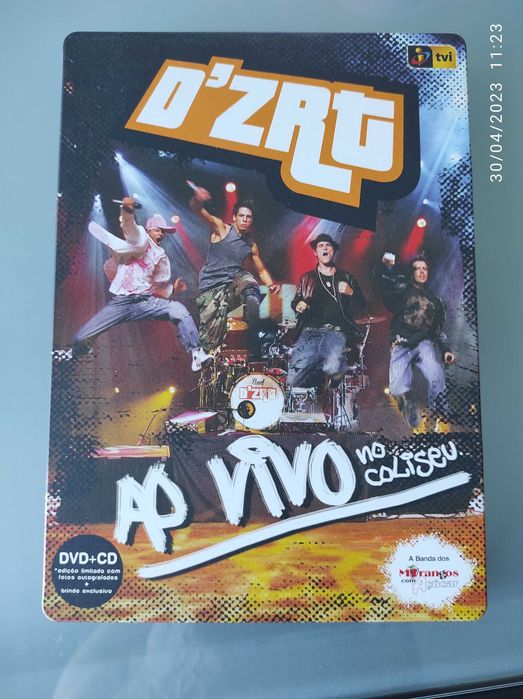 30/04/2023 11:23
tvi
D'ZRT
Pearl
D'ZRT
AO VIVO no
coliseu
DVD+CD
*edição limitada com
fotos autografadas
+
brinde exclusivo
A Banda dos
Morangos
com
Açúcar